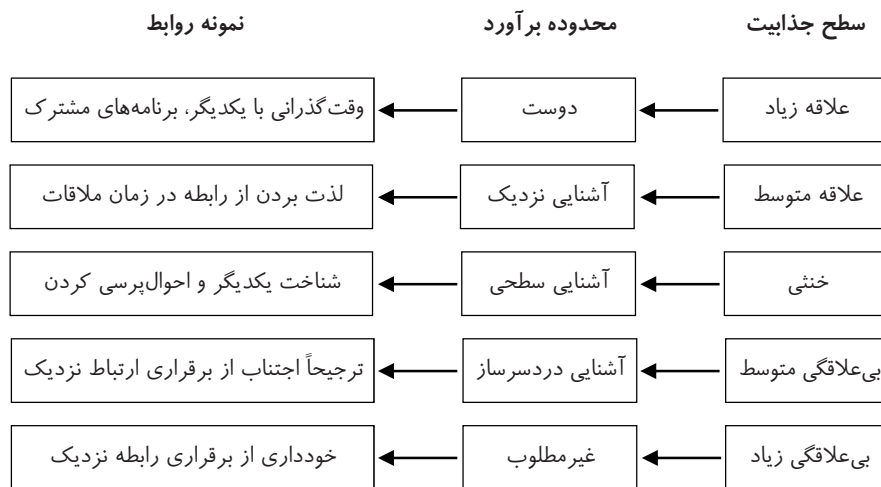 سطح جذابیت محدوده برآورد نمونه روابط
علاقه زیاد دوست وقت‌گذرانی با یکدیگر، برنامه‌های مشترک
علاقه متوسط آشنایی نزدیک لذت بردن از رابطه در زمان ملاقات
خنثی آشنایی سطحی شناخت یکدیگر و احوال‌پرسی کردن
بی‌علاقگی متوسط آشنایی دردسرساز ترجیحاً اجتناب از برقراری ارتباط نزدیک
بی‌علاقگی زیاد غیرمطلوب خودداری از برقراری رابطه نزدیک